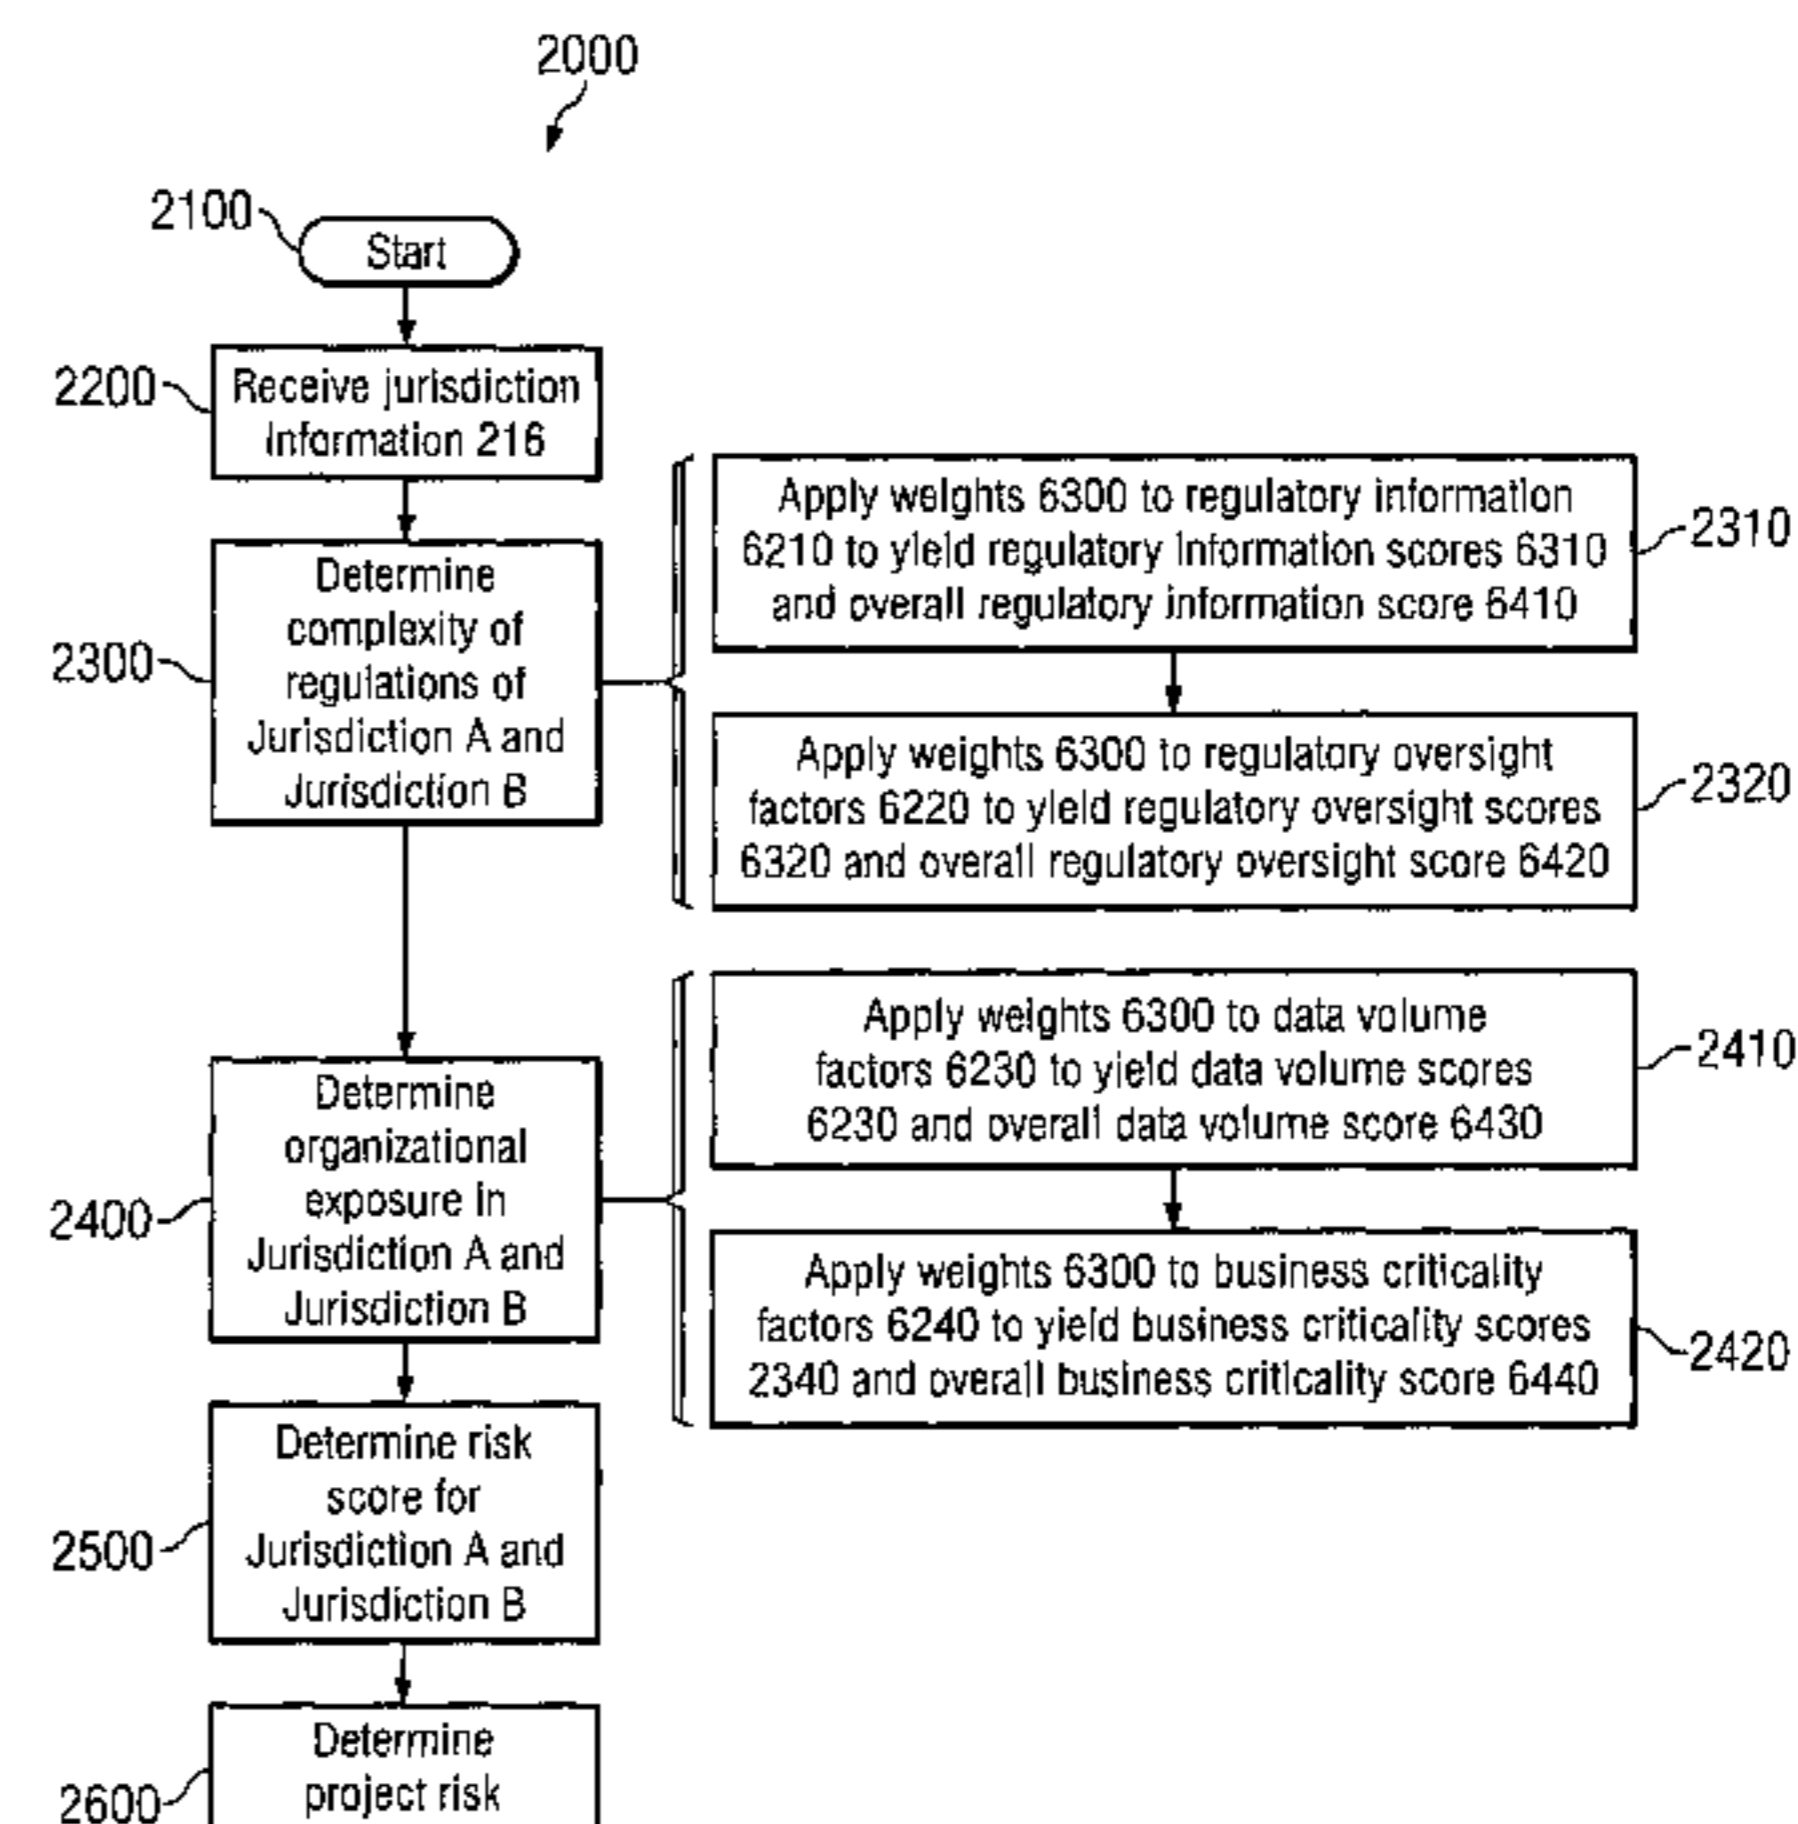 2000
2100
Start
2200
Receive jurisdiction
Information 216
2300
Determine
complexity of
regulations of
Jurisdiction A and
Jurisdiction B
Apply weights 6300 to regulatory information
6210 to yield regulatory information scores 6310
and overall regulatory information score 6410
2310
Apply weights 6300 to regulatory oversight
factors 6220 to yield regulatory oversight scores
6320 and overall regulatory oversight score 6420
2320
2400
Determine
organizational
exposure in
Jurisdiction A and
Jurisdiction B
Apply weights 6300 to data volume
factors 6230 to yield data volume scores
6230 and overall data volume score 6430
2410
Apply weights 6300 to business criticality
factors 6240 to yield business criticality scores
2340 and overall business criticality score 6440
2420
2500
Determine risk
score for
Jurisdiction A and
Jurisdiction B
2600
Determine
project risk